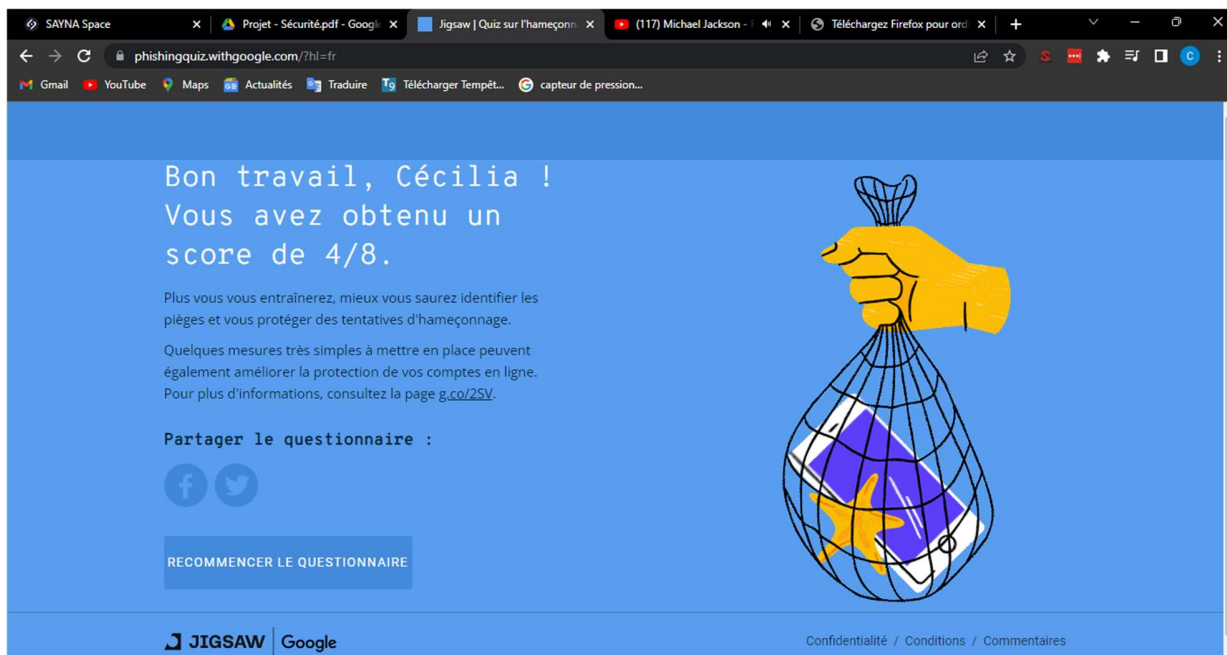 SAYNA Space
Projet - Sécurité.pdf - Googl
Jigsaw | Quiz sur l'hameçonn
(117) Michael Jackson -
Téléchargez Firefox pour ord
phishingquiz.withgoogle.com/?hl=fr
Gmail YouTube Maps Actualités Traduire Télécharger Tempêt... capteur de pression...
Bon travail, Cécilia !
Vous avez obtenu un
score de 4/8.
Plus vous vous entraînerez, mieux vous saurez identifier les
pièges et vous protéger des tentatives d'hameçonnage.
Quelques mesures très simples à mettre en place peuvent
également améliorer la protection de vos comptes en ligne.
Pour plus d'informations, consultez la page g.co/2SV.
Partager le questionnaire :
RECOMMENCER LE QUESTIONNAIRE
JIGSAW | Google
Confidentialité / Conditions / Commentaires